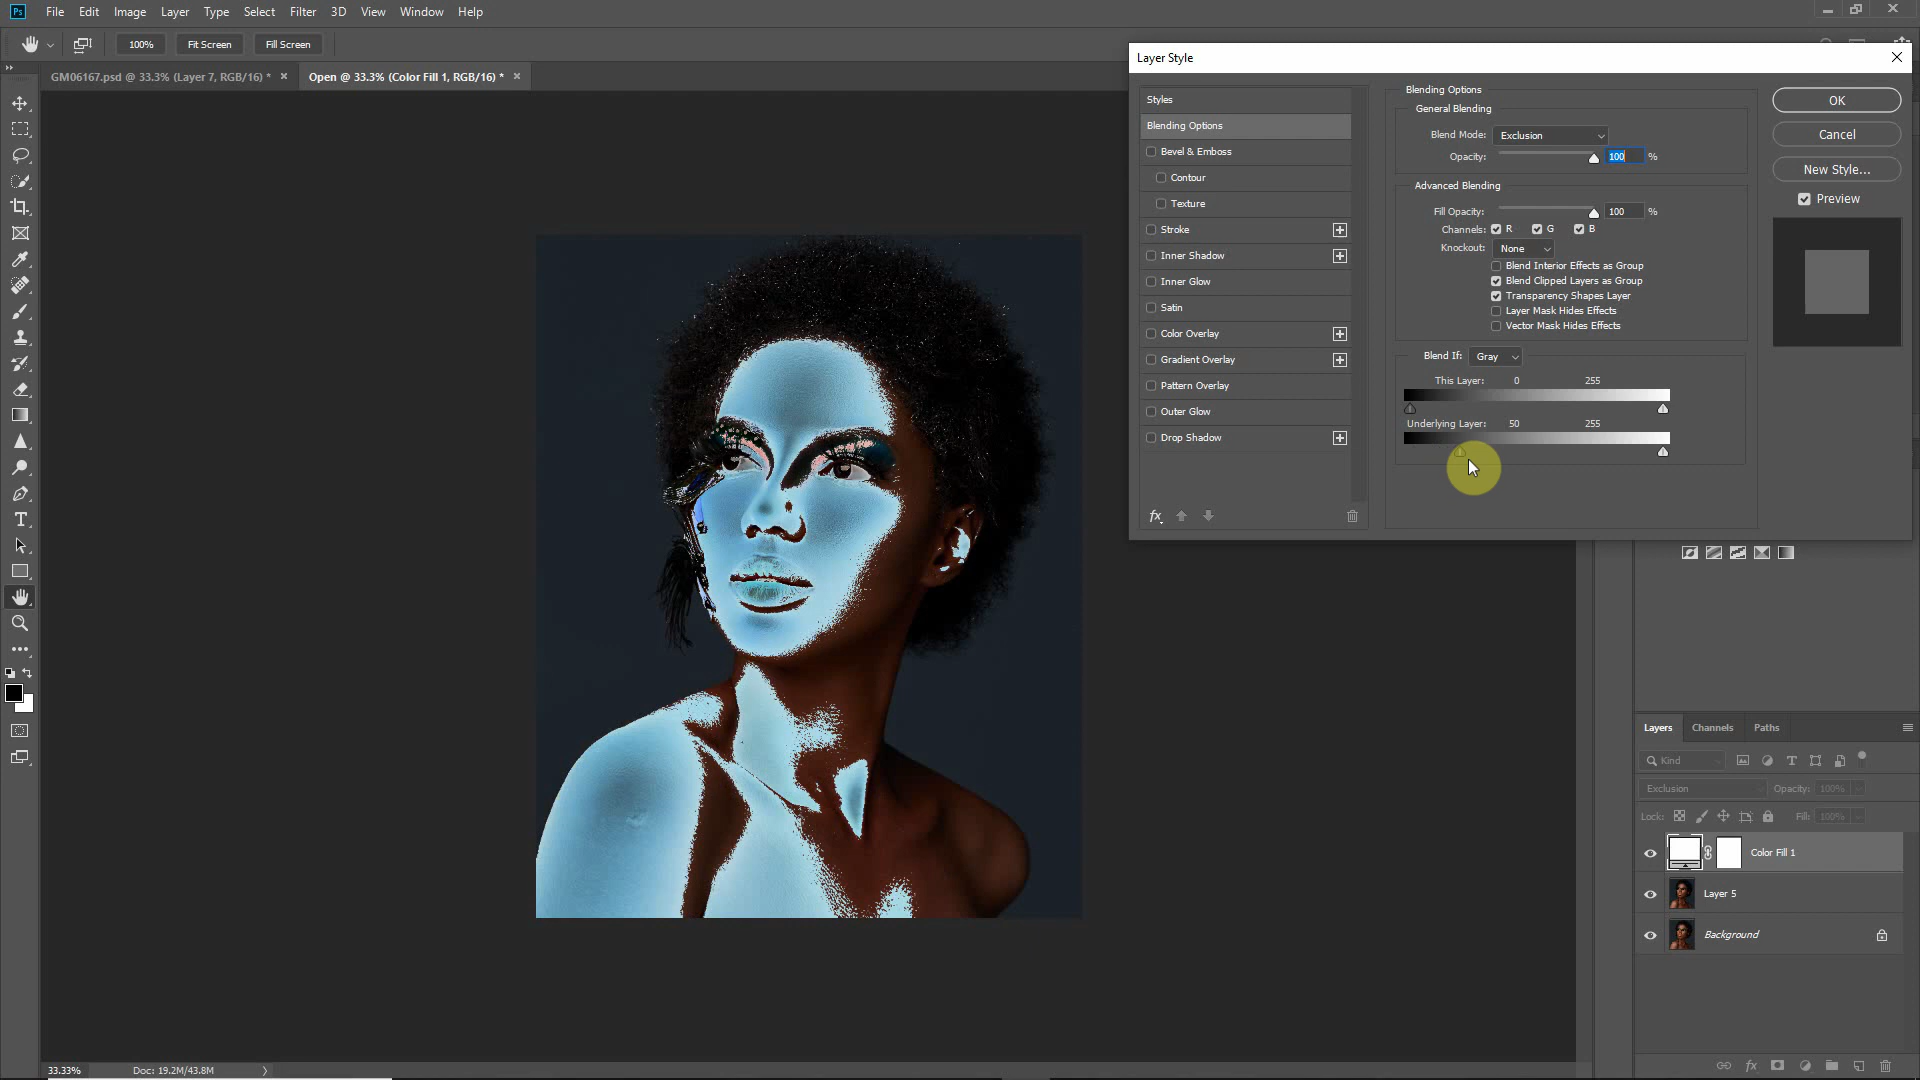 Ps File Edit Image Layer Type Select Filter 3D View Window Help
100% Fit Screen Fill Screen
GM06167.psd @ 33.3% (Layer 7, RGB/16) * Open @ 33.3% (Color Fill 1, RGB/16) *
Layer Style
Styles
Blending Options
Bevel & Emboss
Contour
Texture
Stroke
Inner Shadow
Inner Glow
Satin
Color Overlay
Gradient Overlay
Pattern Overlay
Outer Glow
Drop Shadow
fx
Blending Options
General Blending
Blend Mode: Exclusion
Opacity: 100 %
Advanced Blending
Fill Opacity: 100 %
Channels: R G B
Knockout: None
Blend Interior Effects as Group
Blend Clipped Layers as Group
Transparency Shapes Layer
Layer Mask Hides Effects
Vector Mask Hides Effects
Blend If: Gray
This Layer: 0 255
Underlying Layer: 50 255
OK
Cancel
New Style...
Preview
Layers Channels Paths
Kind
Exclusion Opacity: 100%
Lock: Fill: 100%
Color Fill 1
Layer 5
Background
fx
33.33% Doc: 19.2M/43.8M